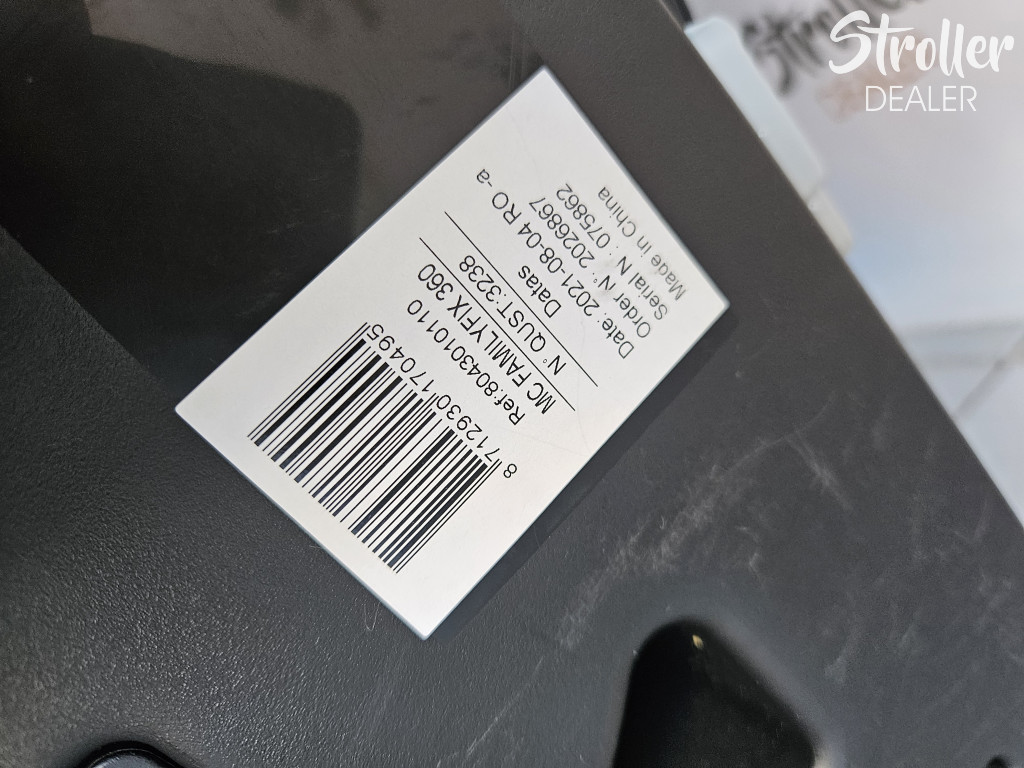 Stroller
DEALER
8 712930 170495
Ref:8043010110
MC FAMILYFIX 360
N° QUST:3238
Datas
Date: 2021-08-04 RO -a
Order N°: 2026867
Serial N°: 075862
Made in China